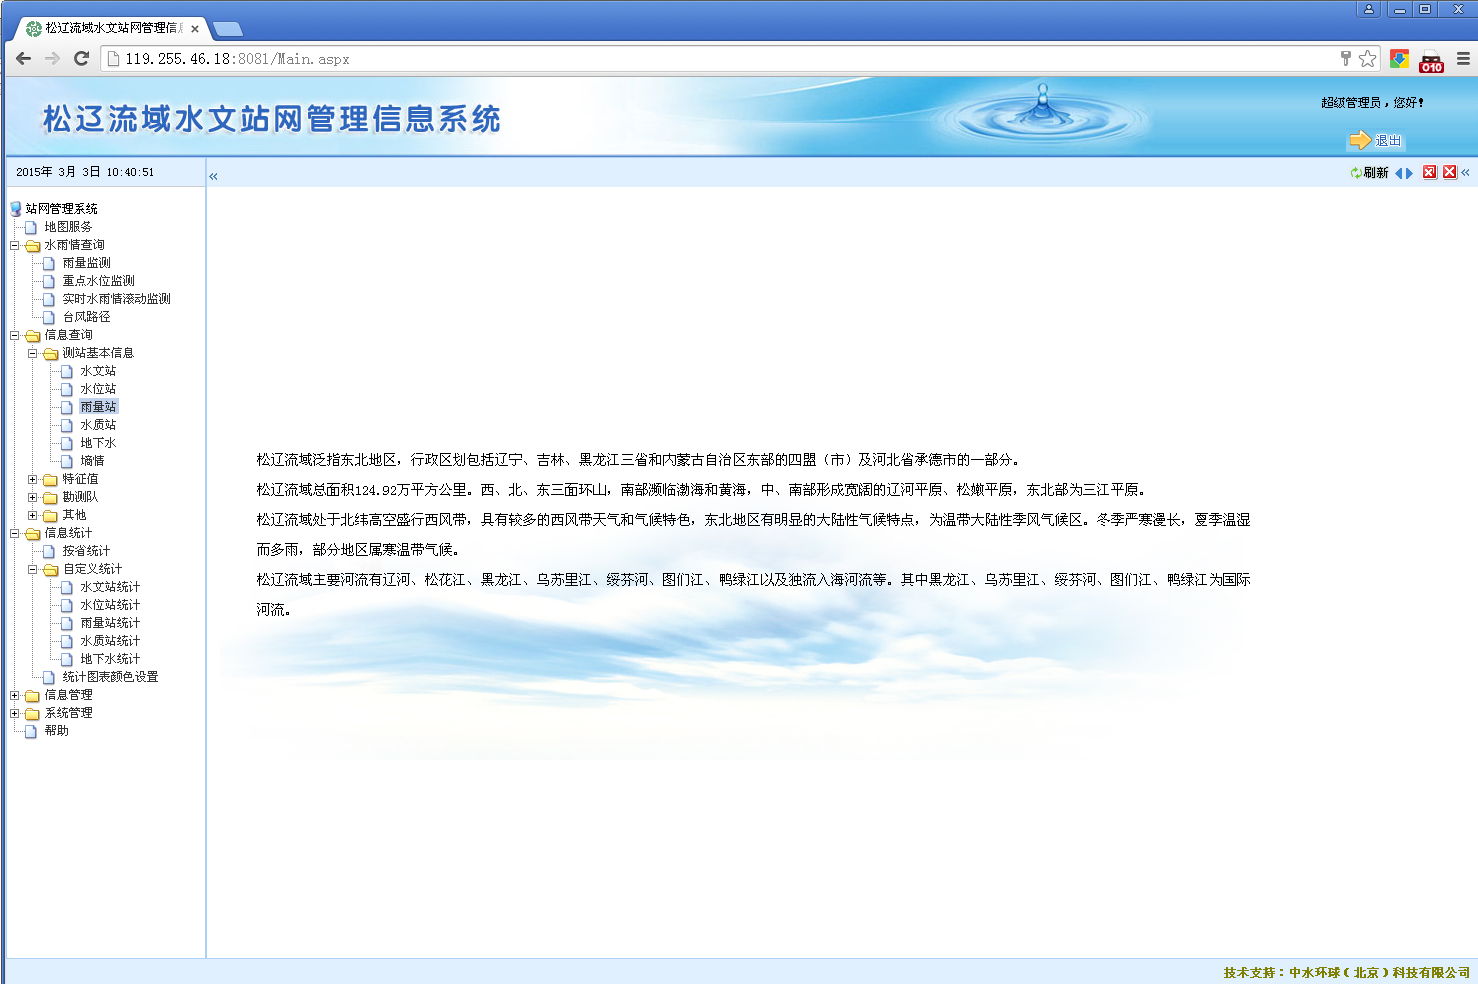 松辽流域水文站网管理信息
119.255.46.18:8081/Main.aspx
010
松辽流域水文站网管理信息系统
超级管理员，您好!
退出
2015年 3月 3日 10:40:51
«
刷新
«
站网管理系统
地图服务
水雨情查询
雨量监测
重点水位监测
实时水雨情滚动监测
台风路径
信息查询
测站基本信息
水文站
水位站
雨量站
水质站
地下水
墒情
特征值
勘测队
其他
信息统计
按省统计
自定义统计
水文站统计
水位站统计
雨量站统计
水质站统计
地下水统计
统计图表颜色设置
信息管理
系统管理
帮助
松辽流域泛指东北地区，行政区划包括辽宁、吉林、黑龙江三省和内蒙古自治区东部的四盟（市）及河北省承德市的一部分。
松辽流域总面积124.92万平方公里。西、北、东三面环山，南部濒临渤海和黄海，中、南部形成宽阔的辽河平原、松嫩平原，东北部为三江平原。
松辽流域处于北纬高空盛行西风带，具有较多的西风带天气和气候特色，东北地区有明显的大陆性气候特点，为温带大陆性季风气候区。冬季严寒漫长，夏季温湿
而多雨，部分地区属寒温带气候。
松辽流域主要河流有辽河、松花江、黑龙江、乌苏里江、绥芬河、图们江、鸭绿江以及独流入海河流等。其中黑龙江、乌苏里江、绥芬河、图们江、鸭绿江为国际
河流。
技术支持：中水环球（北京）科技有限公司